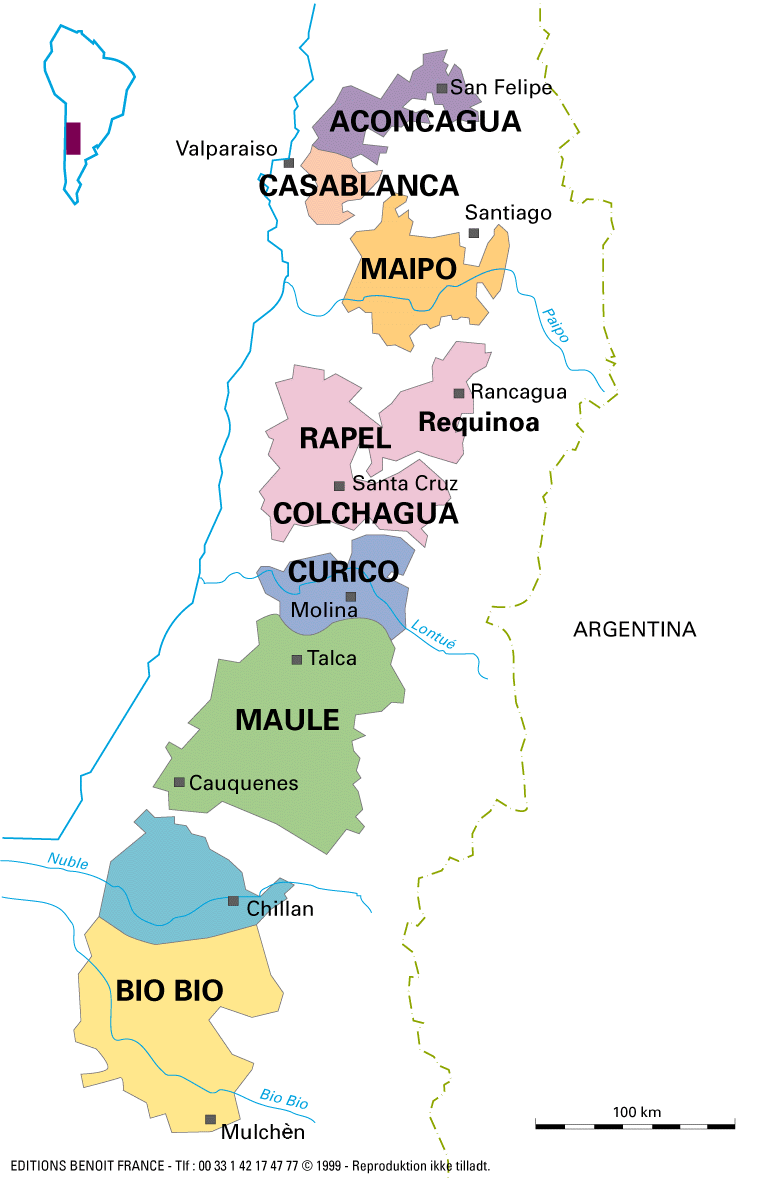 San Felipe
ACONCAGUA
Valparaiso
CASABLANCA
Santiago
MAIPO
Paipo
Rancagua
Requinoa
RAPEL
Santa Cruz
COLCHAGUA
CURICO
Molina
Lontué
ARGENTINA
Talca
MAULE
Cauquenes
Nuble
Chillan
BIO BIO
Bio Bio
100 km
Mulchèn
EDITIONS BENOIT FRANCE - Tlf : 00 33 1 42 17 47 77 © 1999 - Reproduktion ikke tilladt.